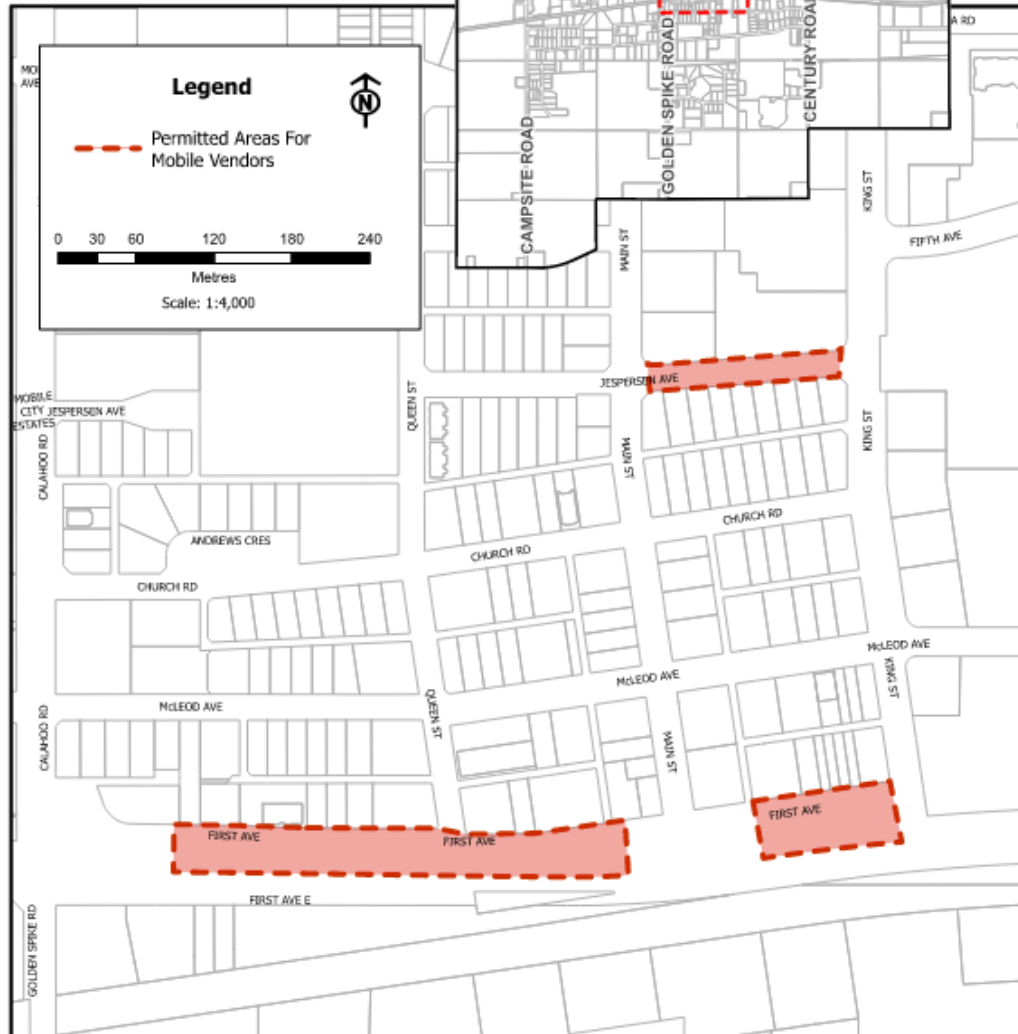 A RD
GOLDEN SPIKE ROAD
CENTURY ROAD
CAMPSITE ROAD
MO
AVE
Legend
N
Permitted Areas For
Mobile Vendors
0 30 60 120 180 240
Metres
Scale: 1:4,000
KING ST
MAIN ST
FIFTH AVE
JESPERSEN AVE
QUEEN ST
MOBILE
CITY JESPERSEN AVE
ESTATES
CALAHOO RD
MAIN ST
KING ST
CHURCH RD
ANDREWS CRES
CHURCH RD
CHURCH RD
McLEOD AVE
KING ST
McLEOD AVE
McLEOD AVE
QUEEN ST
CALAHOO RD
MAIN ST
FIRST AVE
FIRST AVE
FIRST AVE
FIRST AVE E
GOLDEN SPIKE RD